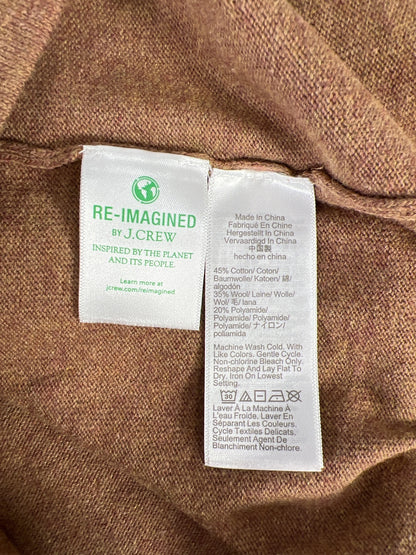 RE-IMAGINED
BY J.CREW
INSPIRED BY THE PLANET
AND ITS PEOPLE.
Learn more at
jcrew.com/reimagined
Made In China
Fabriqué En Chine
Hergestellt In China
Vervaardigd In China
中国製
hecho en china
45% Cotton/ Coton/
Baumwolle/ Katoen/ 綿/
algodón
35% Wool/ Laine/ Wolle/
Wol/ 毛/ lana
20% Polyamide/
Polyamide/ Polyamid/
Polyamide/ ナイロン/
poliamida
Machine Wash Cold. With
Like Colors. Gentle Cycle.
Non-chlorine Bleach Only.
Reshape And Lay Flat To
Dry. Iron On Lowest
Setting.
30
Laver À La Machine À
L'eau Froide. Laver En
Séparant Les Couleurs.
Cycle Textiles Delicats.
Seulement Agent De
Blanchiment Non-chlore.